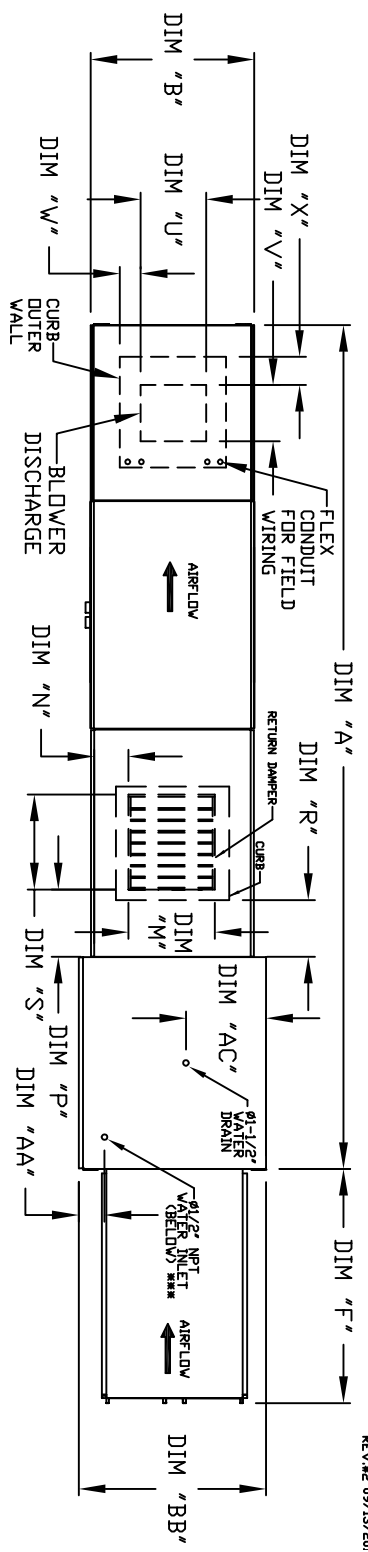 DIM "X"
DIM "V"
DIM "U"
DIM "W"
DIM "B"
FLEX
CONDUIT
FOR FIELD
WIRING
BLOWER
DISCHARGE
CURB
OUTER
WALL
AIRFLOW
DIM "A"
DIM "R"
RETURN DAMPER
CURB
DIM
"M"
DIM "N"
DIM "S"
DIM "P"
DIM "AC"
ø1-1/2"
WATER
DRAIN
DIM "AA"
DIM "F"
ø1/2" NPT
WATER INLET
(BELOW) ***
AIRFLOW
DIM "BB"